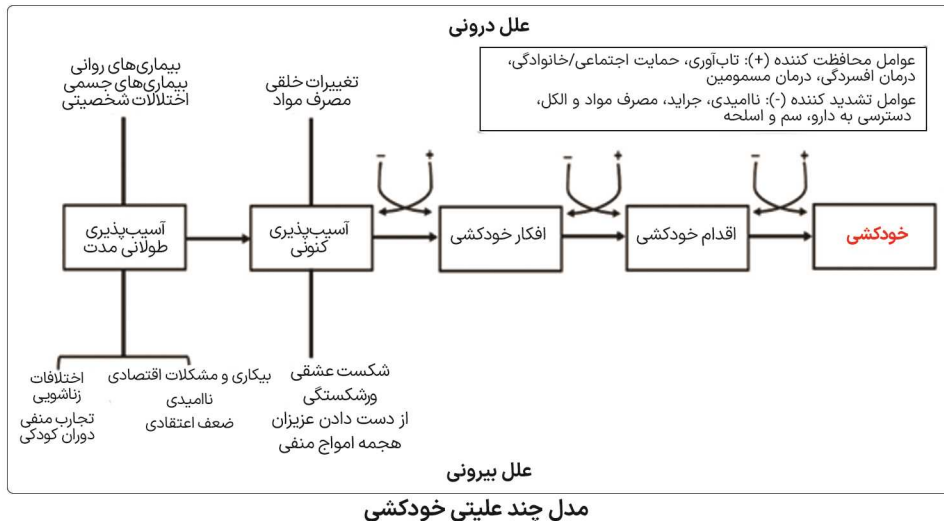 علل درونی
عوامل محافظت کننده (+): تاب‌آوری، حمایت اجتماعی/خانوادگی،
درمان افسردگی، درمان مسمومین
عوامل تشدید کننده (-): ناامیدی، جراید، مصرف مواد و الکل،
دسترسی به دارو، سم و اسلحه
بیماری‌های روانی
بیماری‌های جسمی
اختلالات شخصیتی
تغییرات خلقی
مصرف مواد
- +
- +
- +
آسیب‌پذیری
طولانی مدت
آسیب‌پذیری
کنونی
افکار خودکشی
اقدام خودکشی
خودکشی
اختلافات
زناشویی
تجارب منفی
دوران کودکی
بیکاری و مشکلات اقتصادی
ناامیدی
ضعف اعتقادی
شکست عشقی
ورشکستگی
از دست دادن عزیزان
هجمه امواج منفی
علل بیرونی
مدل چند علیتی خودکشی